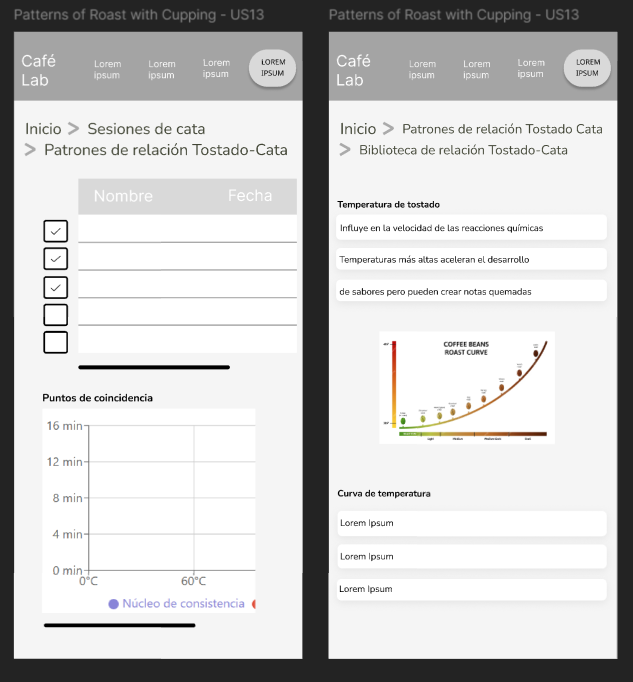 Patterns of Roast with Cupping - US13
Café
Lab
Lorem
ipsum
Lorem
ipsum
Lorem
ipsum
LOREM
IPSUM
Inicio > Sesiones de cata
> Patrones de relación Tostado-Cata
Nombre Fecha
Puntos de coincidencia
16 min
12 min
8 min
4 min
0 min
0°C 60°C
Núcleo de consistencia
Patterns of Roast with Cupping - US13
Café
Lab
Lorem
ipsum
Lorem
ipsum
Lorem
ipsum
LOREM
IPSUM
Inicio > Patrones de relación Tostado Cata
> Biblioteca de relación Tostado-Cata
Temperatura de tostado
Influye en la velocidad de las reacciones químicas
Temperaturas más altas aceleran el desarrollo
de sabores pero pueden crear notas quemadas
COFFEE BEANS
ROAST CURVE
Light Medium Dark
Curva de temperatura
Lorem Ipsum
Lorem Ipsum
Lorem Ipsum